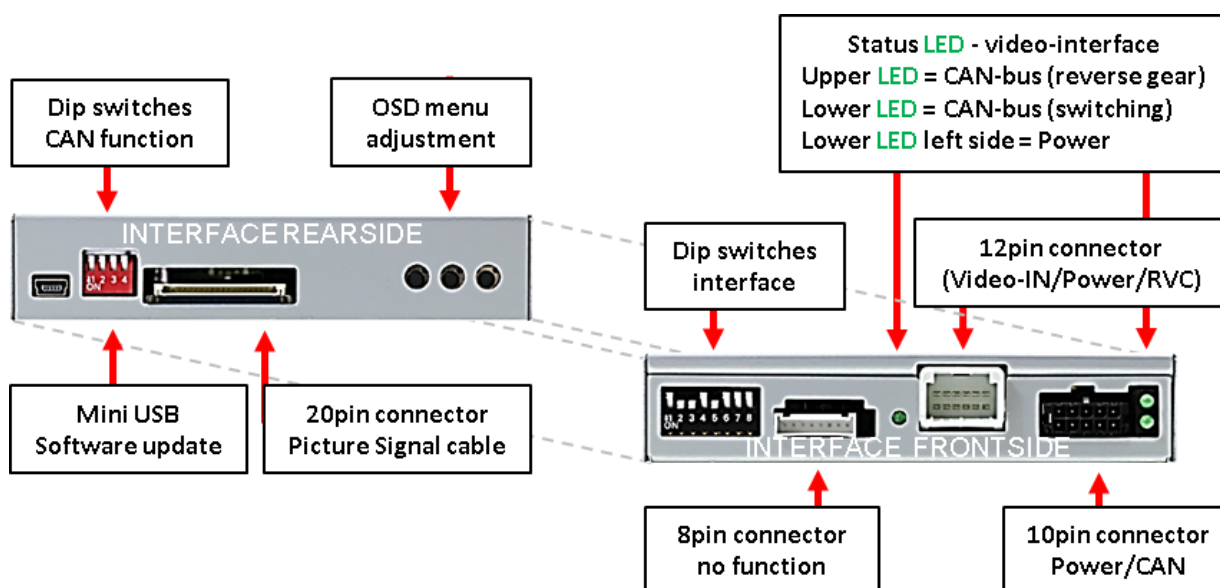 Status LED - video-interface
Upper LED = CAN-bus (reverse gear)
Lower LED = CAN-bus (switching)
Lower LED left side = Power
Dip switches
CAN function
OSD menu
adjustment
INTERFACE REARSIDE
1 2 3 4
ON
Dip switches
interface
12pin connector
(Video-IN/Power/RVC)
Mini USB
Software update
20pin connector
Picture Signal cable
1 2 3 4 5 6 7 8
ON
INTERFACE FRONTSIDE
8pin connector
no function
10pin connector
Power/CAN